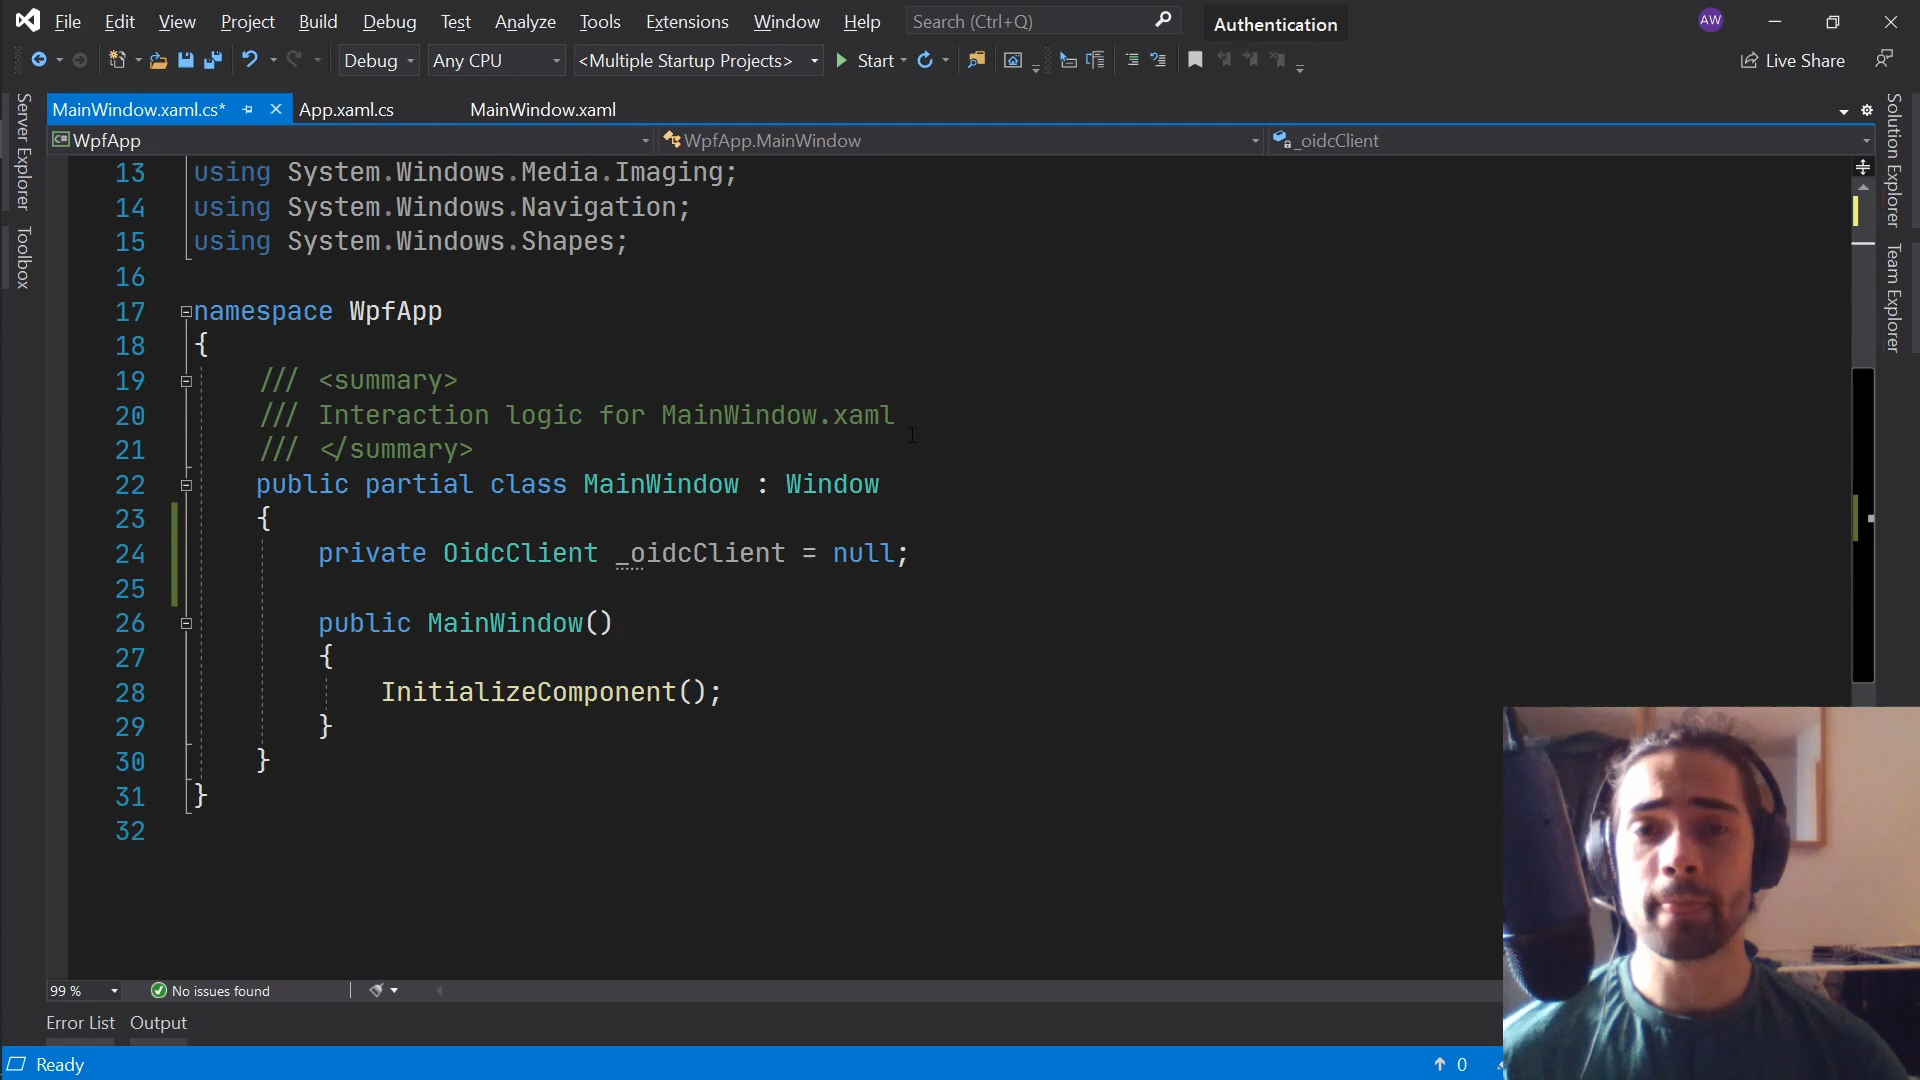 File Edit View Project Build Debug Test Analyze Tools Extensions Window Help Search (Ctrl+Q) Authentication AW
Debug Any CPU <Multiple Startup Projects> Start Live Share
MainWindow.xaml.cs* App.xaml.cs MainWindow.xaml
C# WpfApp WpfApp.MainWindow _oidcClient
Server Explorer
Toolbox
Solution Explorer
Team Explorer
13 using System.Windows.Media.Imaging;
14 using System.Windows.Navigation;
15 using System.Windows.Shapes;
16
17 namespace WpfApp
18 {
19 /// <summary>
20 /// Interaction logic for MainWindow.xaml
21 /// </summary>
22 public partial class MainWindow : Window
23 {
24 private OidcClient _oidcClient = null;
25
26 public MainWindow()
27 {
28 InitializeComponent();
29 }
30 }
31 }
32
99 % No issues found
Error List Output
Ready 0